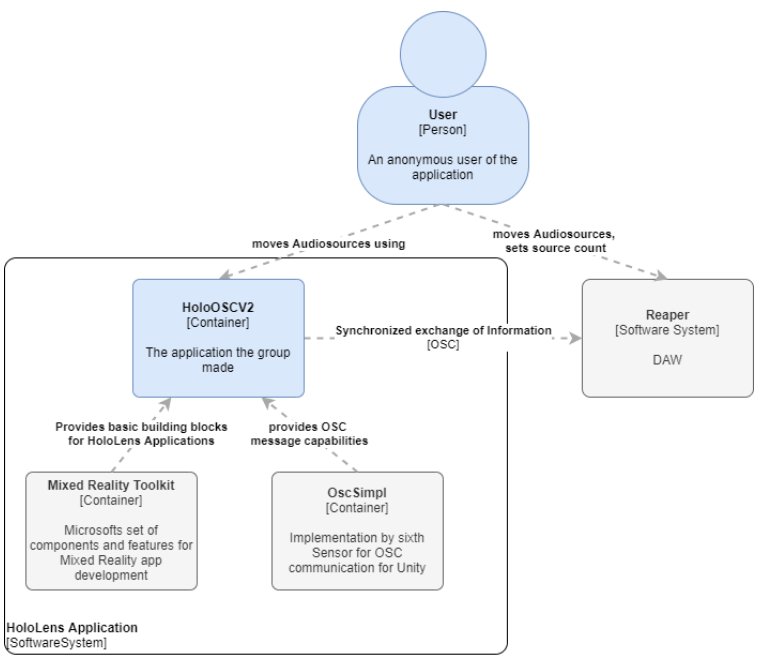 User
[Person]
An anonymous user of the
application
moves Audiosources using
moves Audiosources,
sets source count
HoloOSCV2
[Container]
The application the group
made
Synchronized exchange of Information
[OSC]
Reaper
[Software System]
DAW
Provides basic building blocks
for HoloLens Applications
provides OSC
message capabilities
Mixed Reality Toolkit
[Container]
Microsofts set of
components and features for
Mixed Reality app
development
OscSimpl
[Container]
Implementation by sixth
Sensor for OSC
communication for Unity
HoloLens Application
[SoftwareSystem]